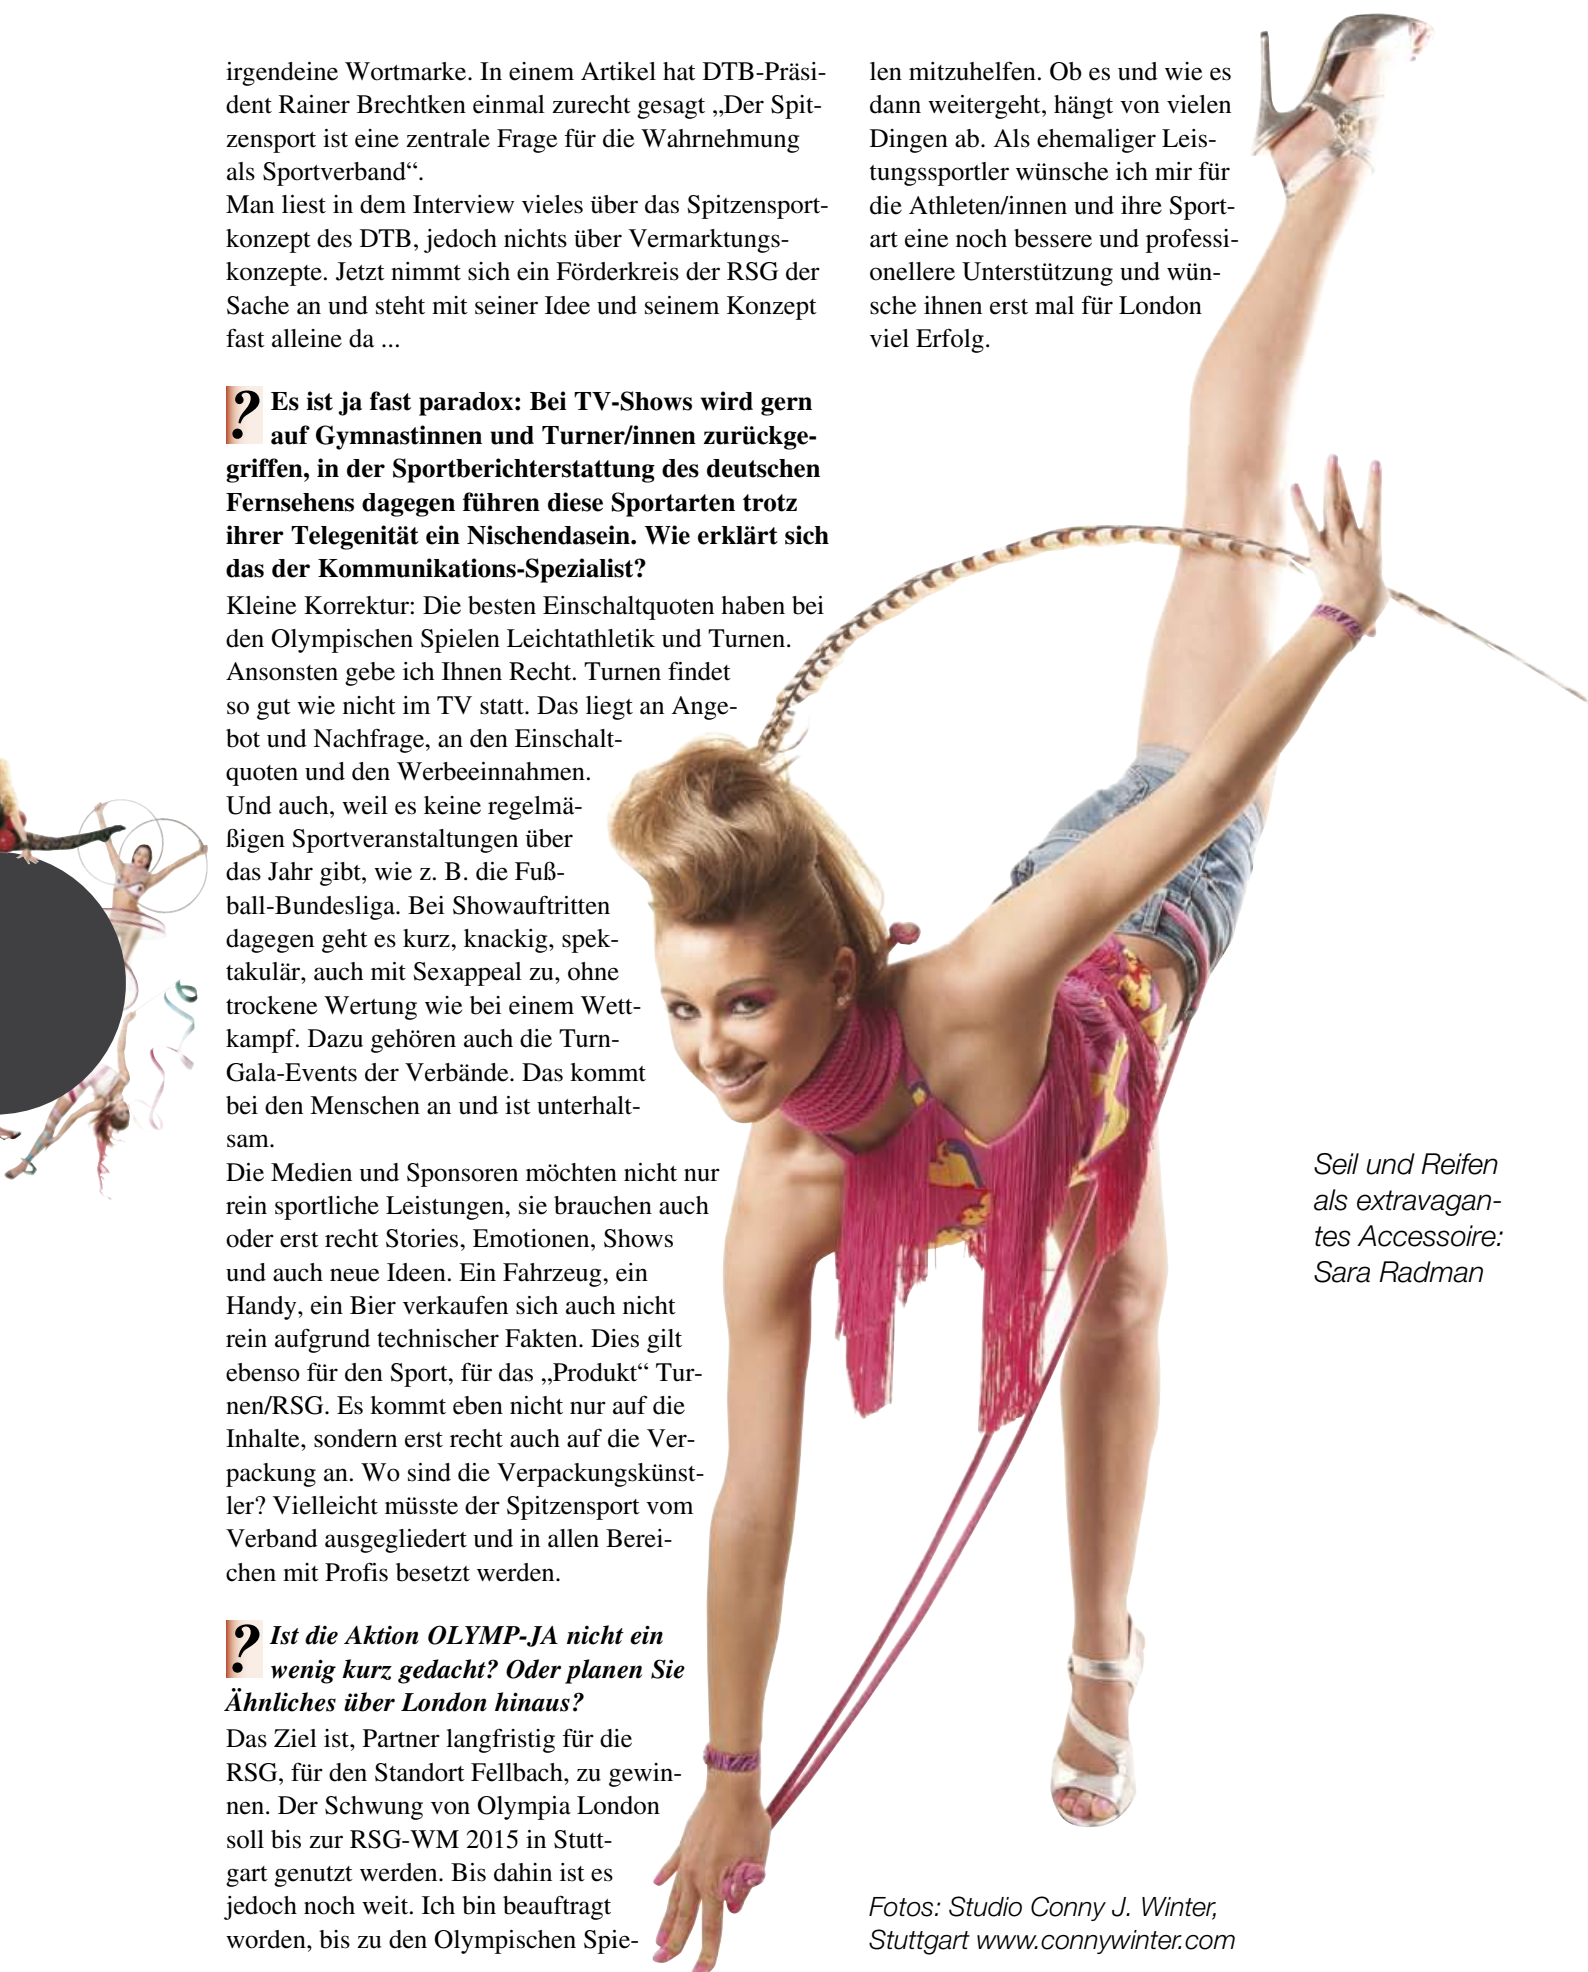 irgendeine Wortmarke. In einem Artikel hat DTB-Präsi-
dent Rainer Brechtken einmal zurecht gesagt „Der Spit-
zensport ist eine zentrale Frage für die Wahrnehmung
als Sportverband“.
Man liest in dem Interview vieles über das Spitzensport-
konzept des DTB, jedoch nichts über Vermarktungs-
konzepte. Jetzt nimmt sich ein Förderkreis der RSG der
Sache an und steht mit seiner Idee und seinem Konzept
fast alleine da ...
? Es ist ja fast paradox: Bei TV-Shows wird gern
auf Gymnastinnen und Turner/innen zurückge-
griffen, in der Sportberichterstattung des deutschen
Fernsehens dagegen führen diese Sportarten trotz
ihrer Telegenität ein Nischendasein. Wie erklärt sich
das der Kommunikations-Spezialist?
Kleine Korrektur: Die besten Einschaltquoten haben bei
den Olympischen Spielen Leichtathletik und Turnen.
Ansonsten gebe ich Ihnen Recht. Turnen findet
so gut wie nicht im TV statt. Das liegt an Ange-
bot und Nachfrage, an den Einschalt-
quoten und den Werbeeinnahmen.
Und auch, weil es keine regelmä-
ßigen Sportveranstaltungen über
das Jahr gibt, wie z. B. die Fuß-
ball-Bundesliga. Bei Showauftritten
dagegen geht es kurz, knackig, spek-
takulär, auch mit Sexappeal zu, ohne
trockene Wertung wie bei einem Wett-
kampf. Dazu gehören auch die Turn-
Gala-Events der Verbände. Das kommt
bei den Menschen an und ist unterhalt-
sam.
Die Medien und Sponsoren möchten nicht nur
rein sportliche Leistungen, sie brauchen auch
oder erst recht Stories, Emotionen, Shows
und auch neue Ideen. Ein Fahrzeug, ein
Handy, ein Bier verkaufen sich auch nicht
rein aufgrund technischer Fakten. Dies gilt
ebenso für den Sport, für das „Produkt“ Tur-
nen/RSG. Es kommt eben nicht nur auf die
Inhalte, sondern erst recht auch auf die Ver-
packung an. Wo sind die Verpackungskünst-
ler? Vielleicht müsste der Spitzensport vom
Verband ausgegliedert und in allen Berei-
chen mit Profis besetzt werden.
? Ist die Aktion OLYMP-JA nicht ein
wenig kurz gedacht? Oder planen Sie
Ähnliches über London hinaus?
Das Ziel ist, Partner langfristig für die
RSG, für den Standort Fellbach, zu gewin-
nen. Der Schwung von Olympia London
soll bis zur RSG-WM 2015 in Stutt-
gart genutzt werden. Bis dahin ist es
jedoch noch weit. Ich bin beauftragt
worden, bis zu den Olympischen Spie-
len mitzuhelfen. Ob es und wie es
dann weitergeht, hängt von vielen
Dingen ab. Als ehemaliger Leis-
tungssportler wünsche ich mir für
die Athleten/innen und ihre Sport-
art eine noch bessere und professi-
onellere Unterstützung und wün-
sche ihnen erst mal für London
viel Erfolg.
Seil und Reifen
als extravagan-
tes Accessoire:
Sara Radman
Fotos: Studio Conny J. Winter,
Stuttgart www.connywinter.com